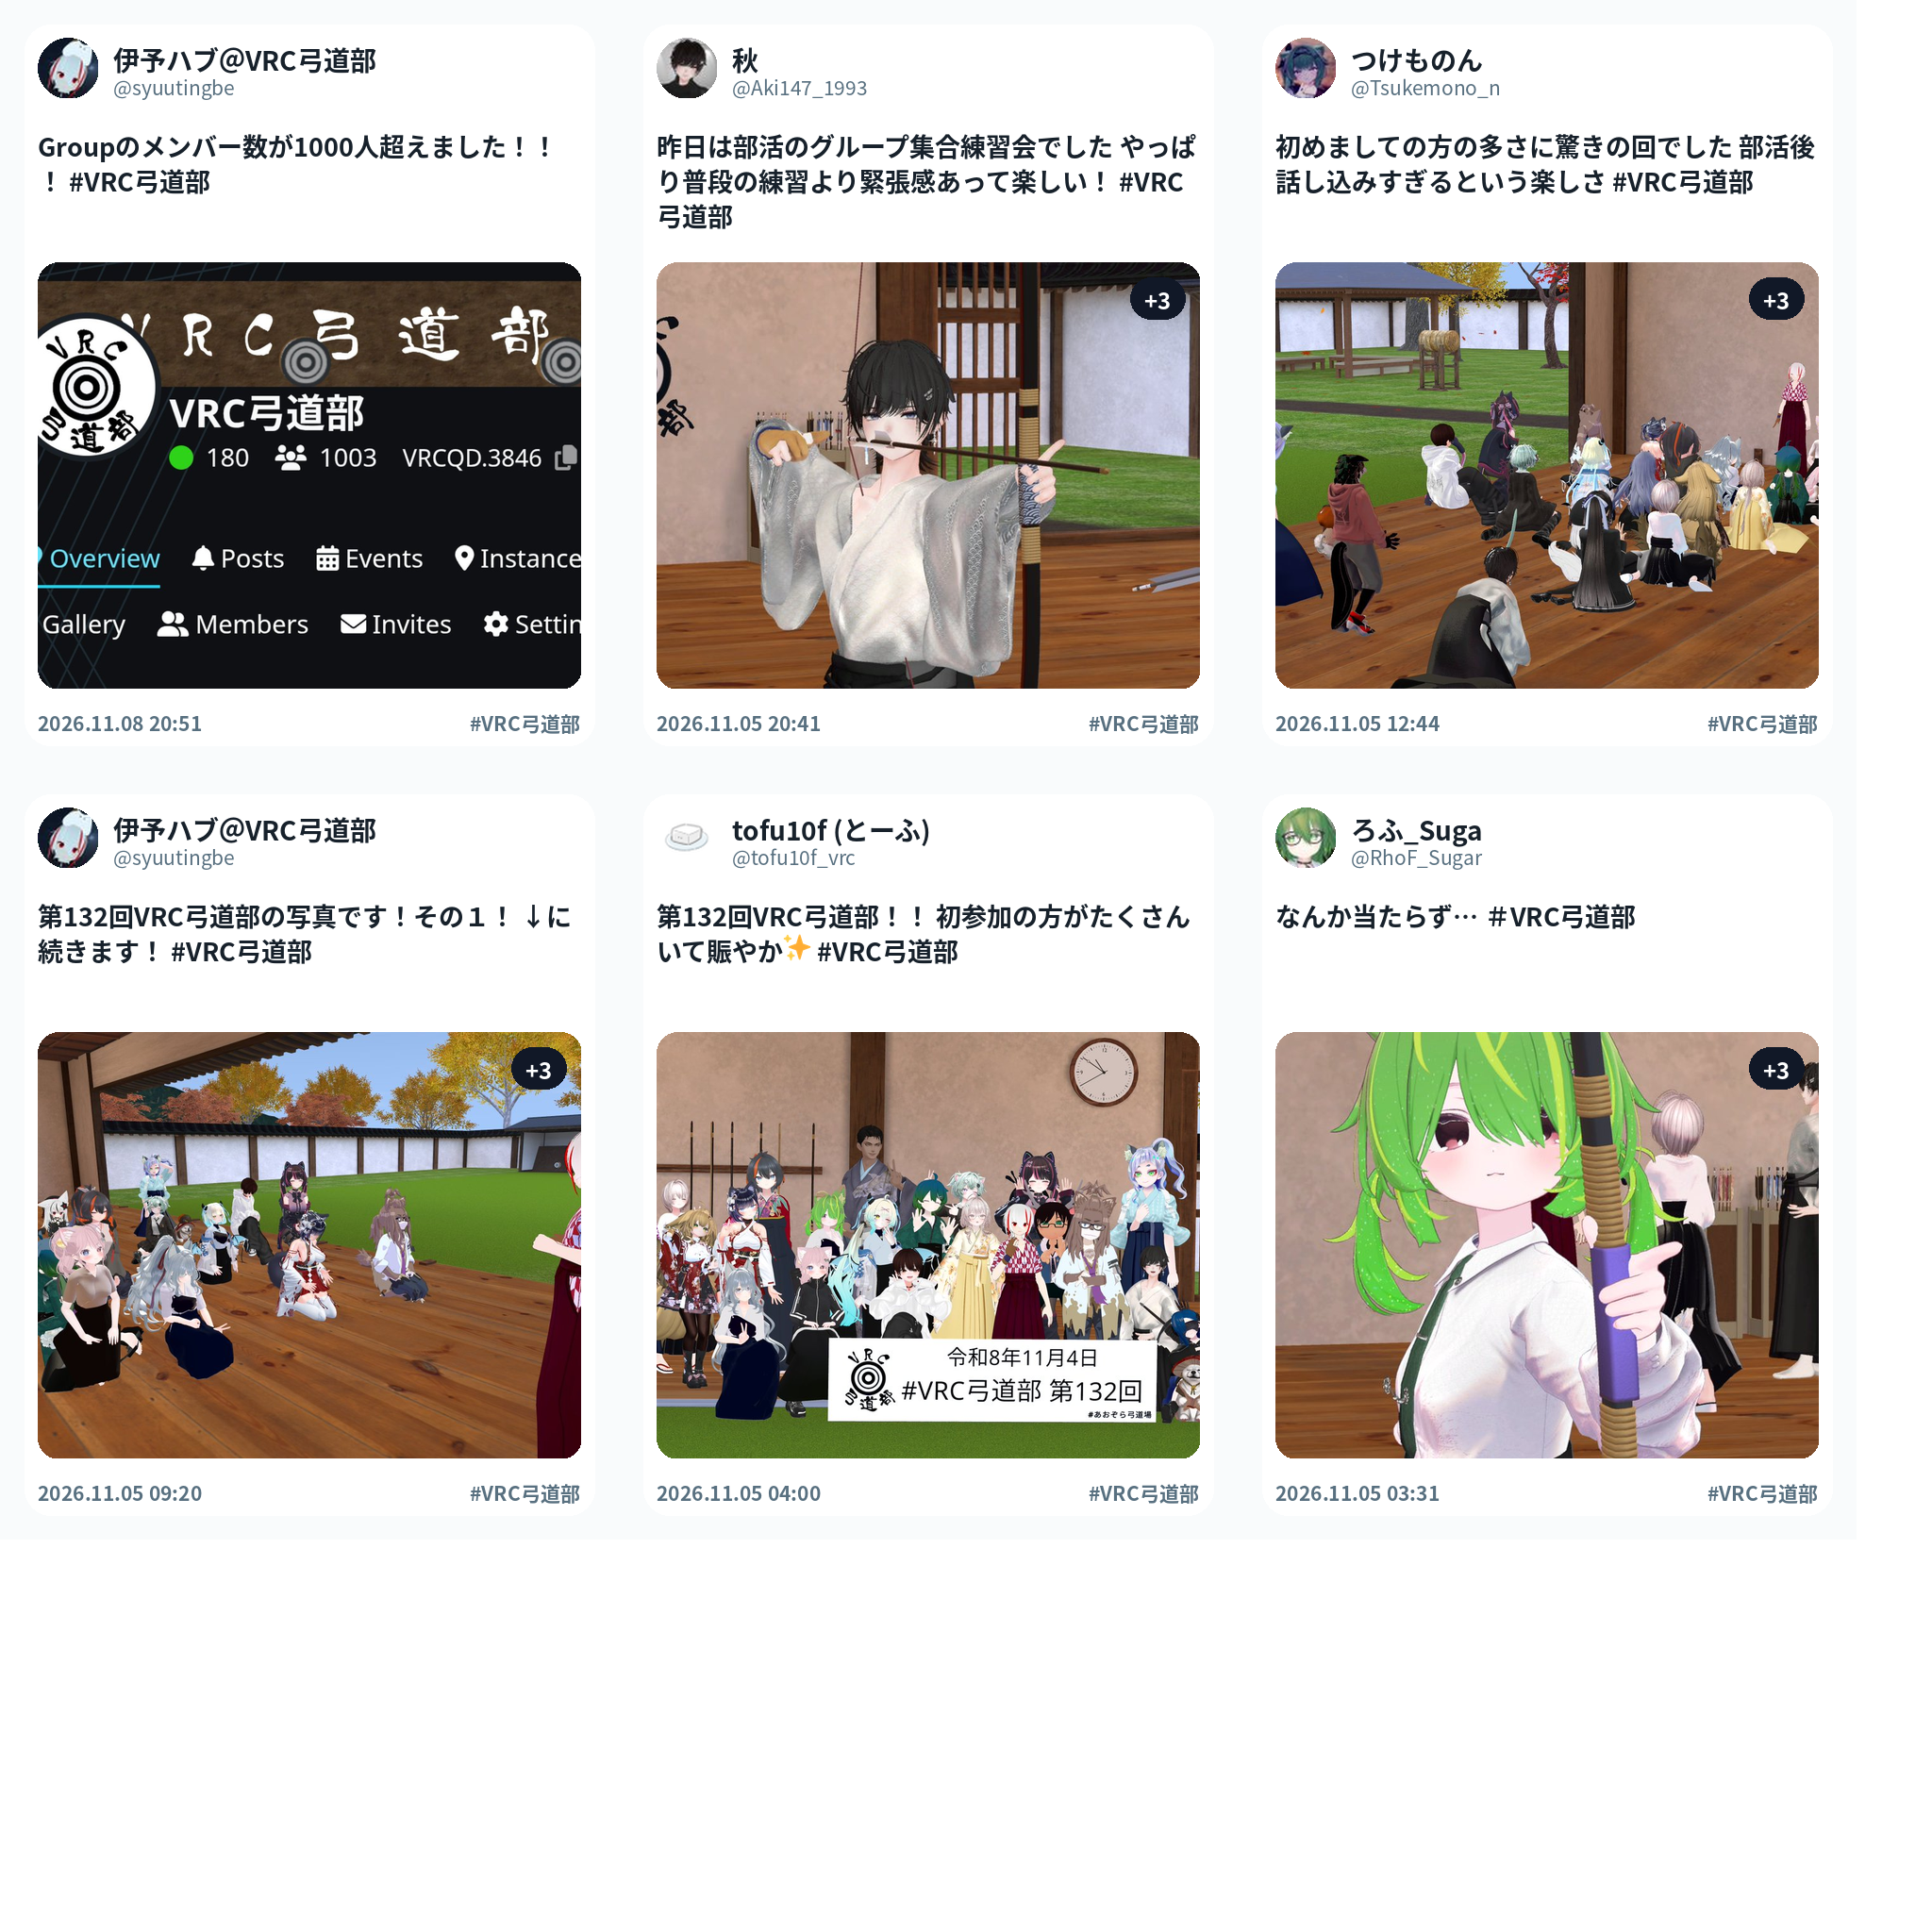 伊予ハブ@VRC弓道部
@syuutingbe
Groupのメンバー数が1000人超えました！！
！ #VRC弓道部
VRC弓道部
VRC
弓道部
VRC弓道部
180 1003 VRCQD.3846
Overview Posts Events Instance
Gallery Members Invites Settin
2026.11.08 20:51 #VRC弓道部
秋
@Aki147_1993
昨日は部活のグループ集合練習会でした やっぱ
り普段の練習より緊張感あって楽しい！ #VRC
弓道部
+3
部
2026.11.05 20:41 #VRC弓道部
つけものん
@Tsukemono_n
初めましての方の多さに驚きの回でした 部活後
話し込みすぎるという楽しさ #VRC弓道部
+3
2026.11.05 12:44 #VRC弓道部
伊予ハブ@VRC弓道部
@syuutingbe
第132回VRC弓道部の写真です！その１！ ↓に
続きます！ #VRC弓道部
+3
2026.11.05 09:20 #VRC弓道部
tofu10f (とーふ)
@tofu10f_vrc
第132回VRC弓道部！！ 初参加の方がたくさん
いて賑やか✨ #VRC弓道部
VRC
弓道部
令和8年11月4日
#VRC弓道部 第132回
#あおぞら弓道場
2026.11.05 04:00 #VRC弓道部
ろふ_Suga
@RhoF_Sugar
なんか当たらず… ＃VRC弓道部
+3
2026.11.05 03:31 #VRC弓道部